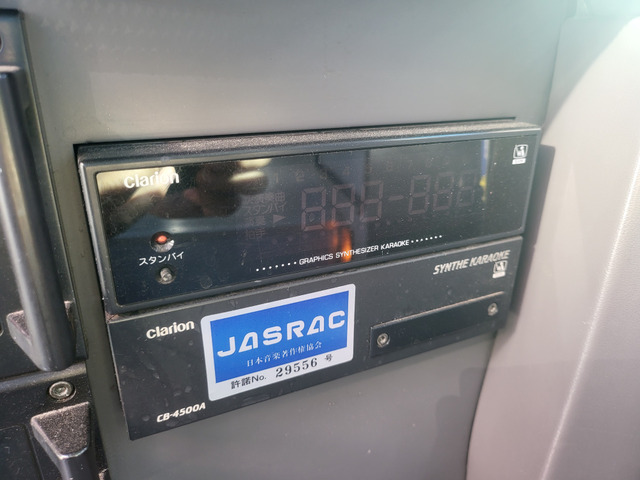 Clarion
888-888
スタンバイ
GRAPHICS SYNTHESIZER KARAOKE
SYNTHE KARAOKE
Clarion
JASRAC
日本音楽著作権協会
許諾No. 29556 号
CB-4500A